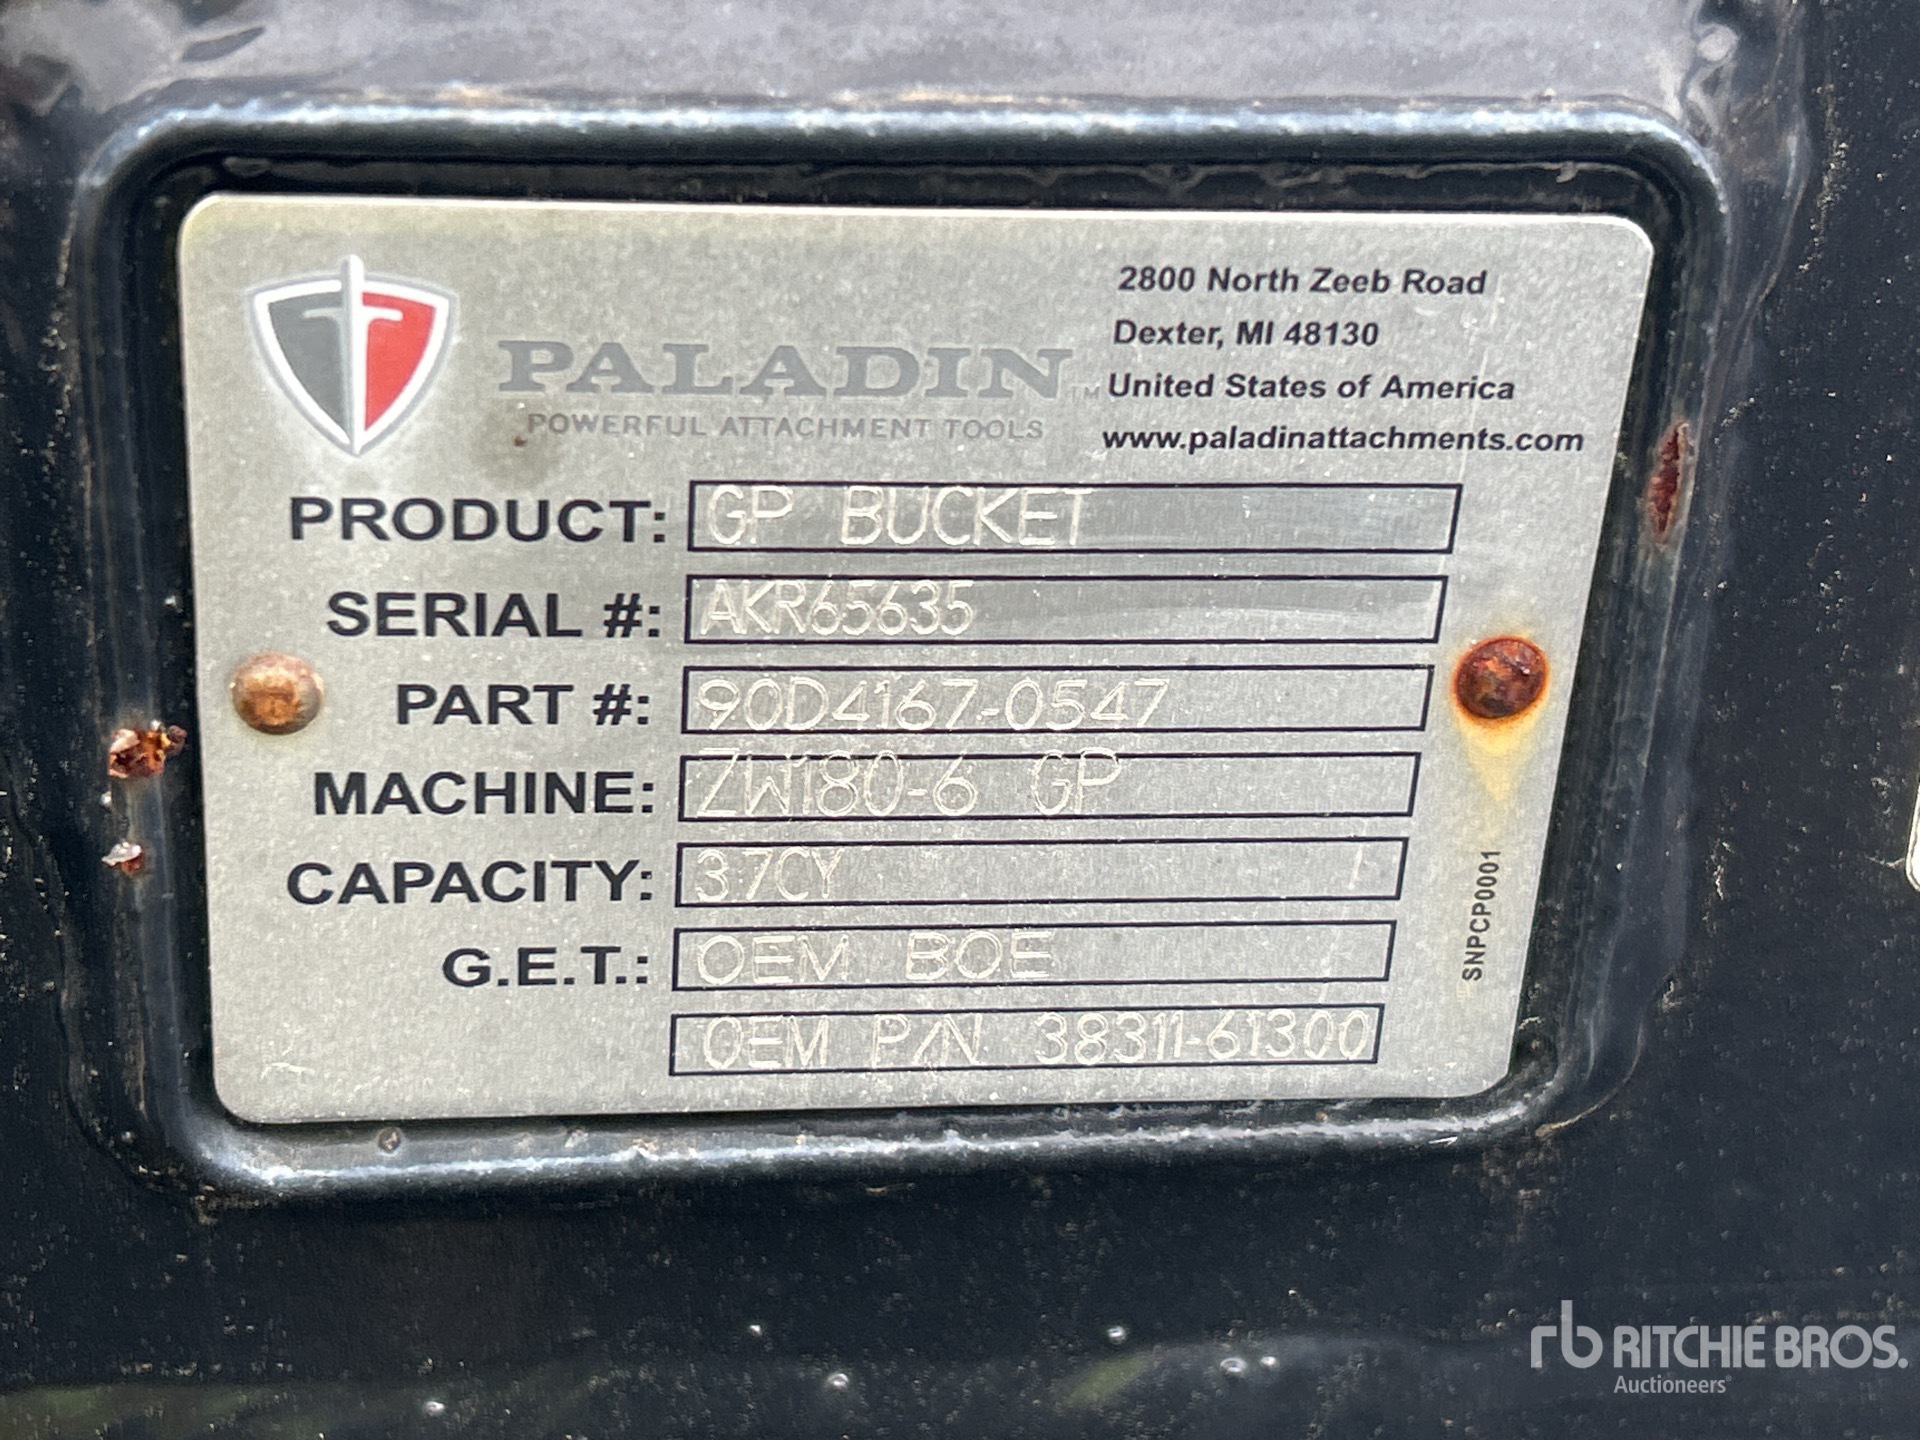 PALADIN™
POWERFUL ATTACHMENT TOOLS
2800 North Zeeb Road
Dexter, MI 48130
United States of America
www.paladinattachments.com
PRODUCT: GP BUCKET
SERIAL #: AKR65635
PART #: 90D4167-0547
MACHINE: ZW180-6 GP
CAPACITY: 3.7CY
G.E.T.: OEM BOE
OEM P/N 38311-61300
SNPCP0001
rb RITCHIE BROS.
Auctioneers